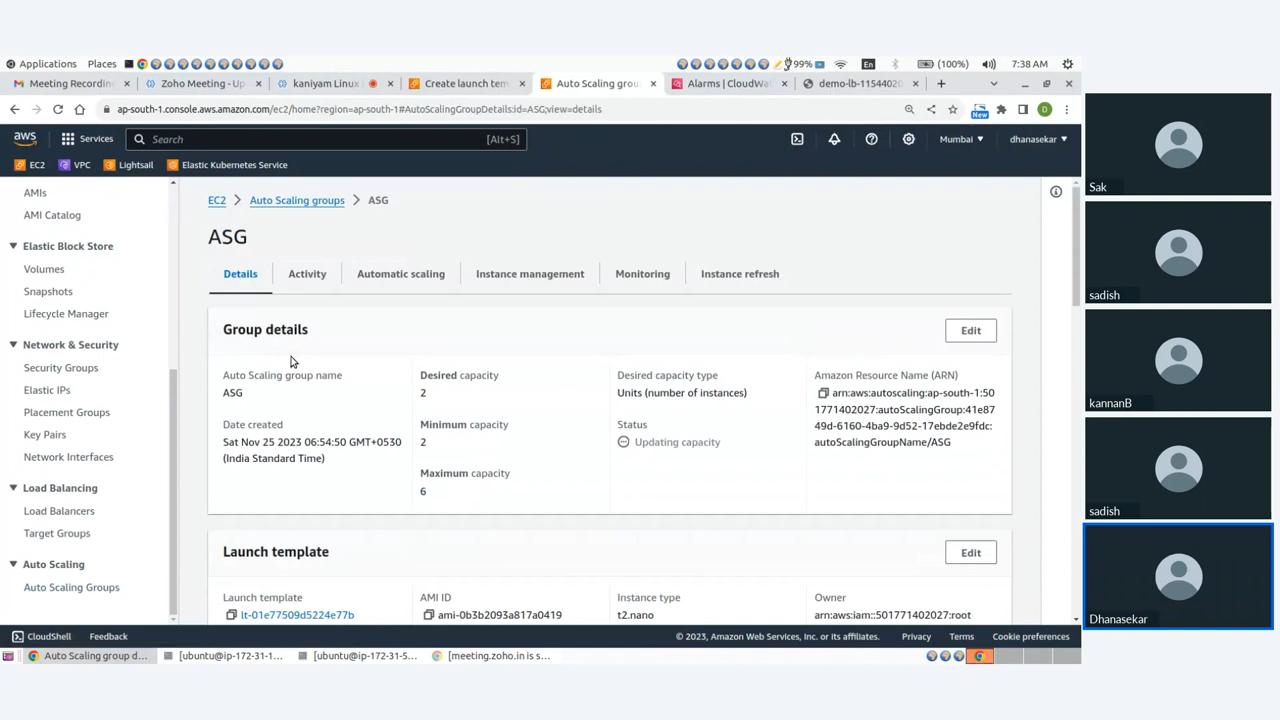 Applications Places 99% En (100%) 7:38 AM
Meeting Recordin Zoho Meeting - Up kaniyam Linux Create launch tem Auto Scaling grou Alarms | CloudWat demo-lb-11544020
ap-south-1.console.aws.amazon.com/ec2/home?region=ap-south-1#AutoScalingGroupDetails:id=ASG;view=details New D
aws Services Search [Alt+S] Mumbai dhanasekar
EC2 VPC Lightsail Elastic Kubernetes Service
AMIs
AMI Catalog
Elastic Block Store
Volumes
Snapshots
Lifecycle Manager
Network & Security
Security Groups
Elastic IPs
Placement Groups
Key Pairs
Network Interfaces
Load Balancing
Load Balancers
Target Groups
Auto Scaling
Auto Scaling Groups
EC2 > Auto Scaling groups > ASG
ASG
Details Activity Automatic scaling Instance management Monitoring Instance refresh
Group details Edit
Auto Scaling group name
ASG
Date created
Sat Nov 25 2023 06:54:50 GMT+0530
(India Standard Time)
Desired capacity
2
Minimum capacity
2
Maximum capacity
6
Desired capacity type
Units (number of instances)
Status
Updating capacity
Amazon Resource Name (ARN)
arn:aws:autoscaling:ap-south-1:50
1771402027:autoScalingGroup:41e87
49d-6160-4ba9-9d52-17ebde2e9fdc:
autoScalingGroupName/ASG
Launch template Edit
Launch template
lt-01e77509d5224e77b
AMI ID
ami-0b3b2093a817a0419
Instance type
t2.nano
Owner
arn:aws:iam::501771402027:root
CloudShell Feedback © 2023, Amazon Web Services, Inc. or its affiliates. Privacy Terms Cookie preferences
Auto Scaling group d... [ubuntu@ip-172-31-1... [ubuntu@ip-172-31-5... [meeting.zoho.in is s...
Sak
sadish
kannanB
sadish
Dhanasekar